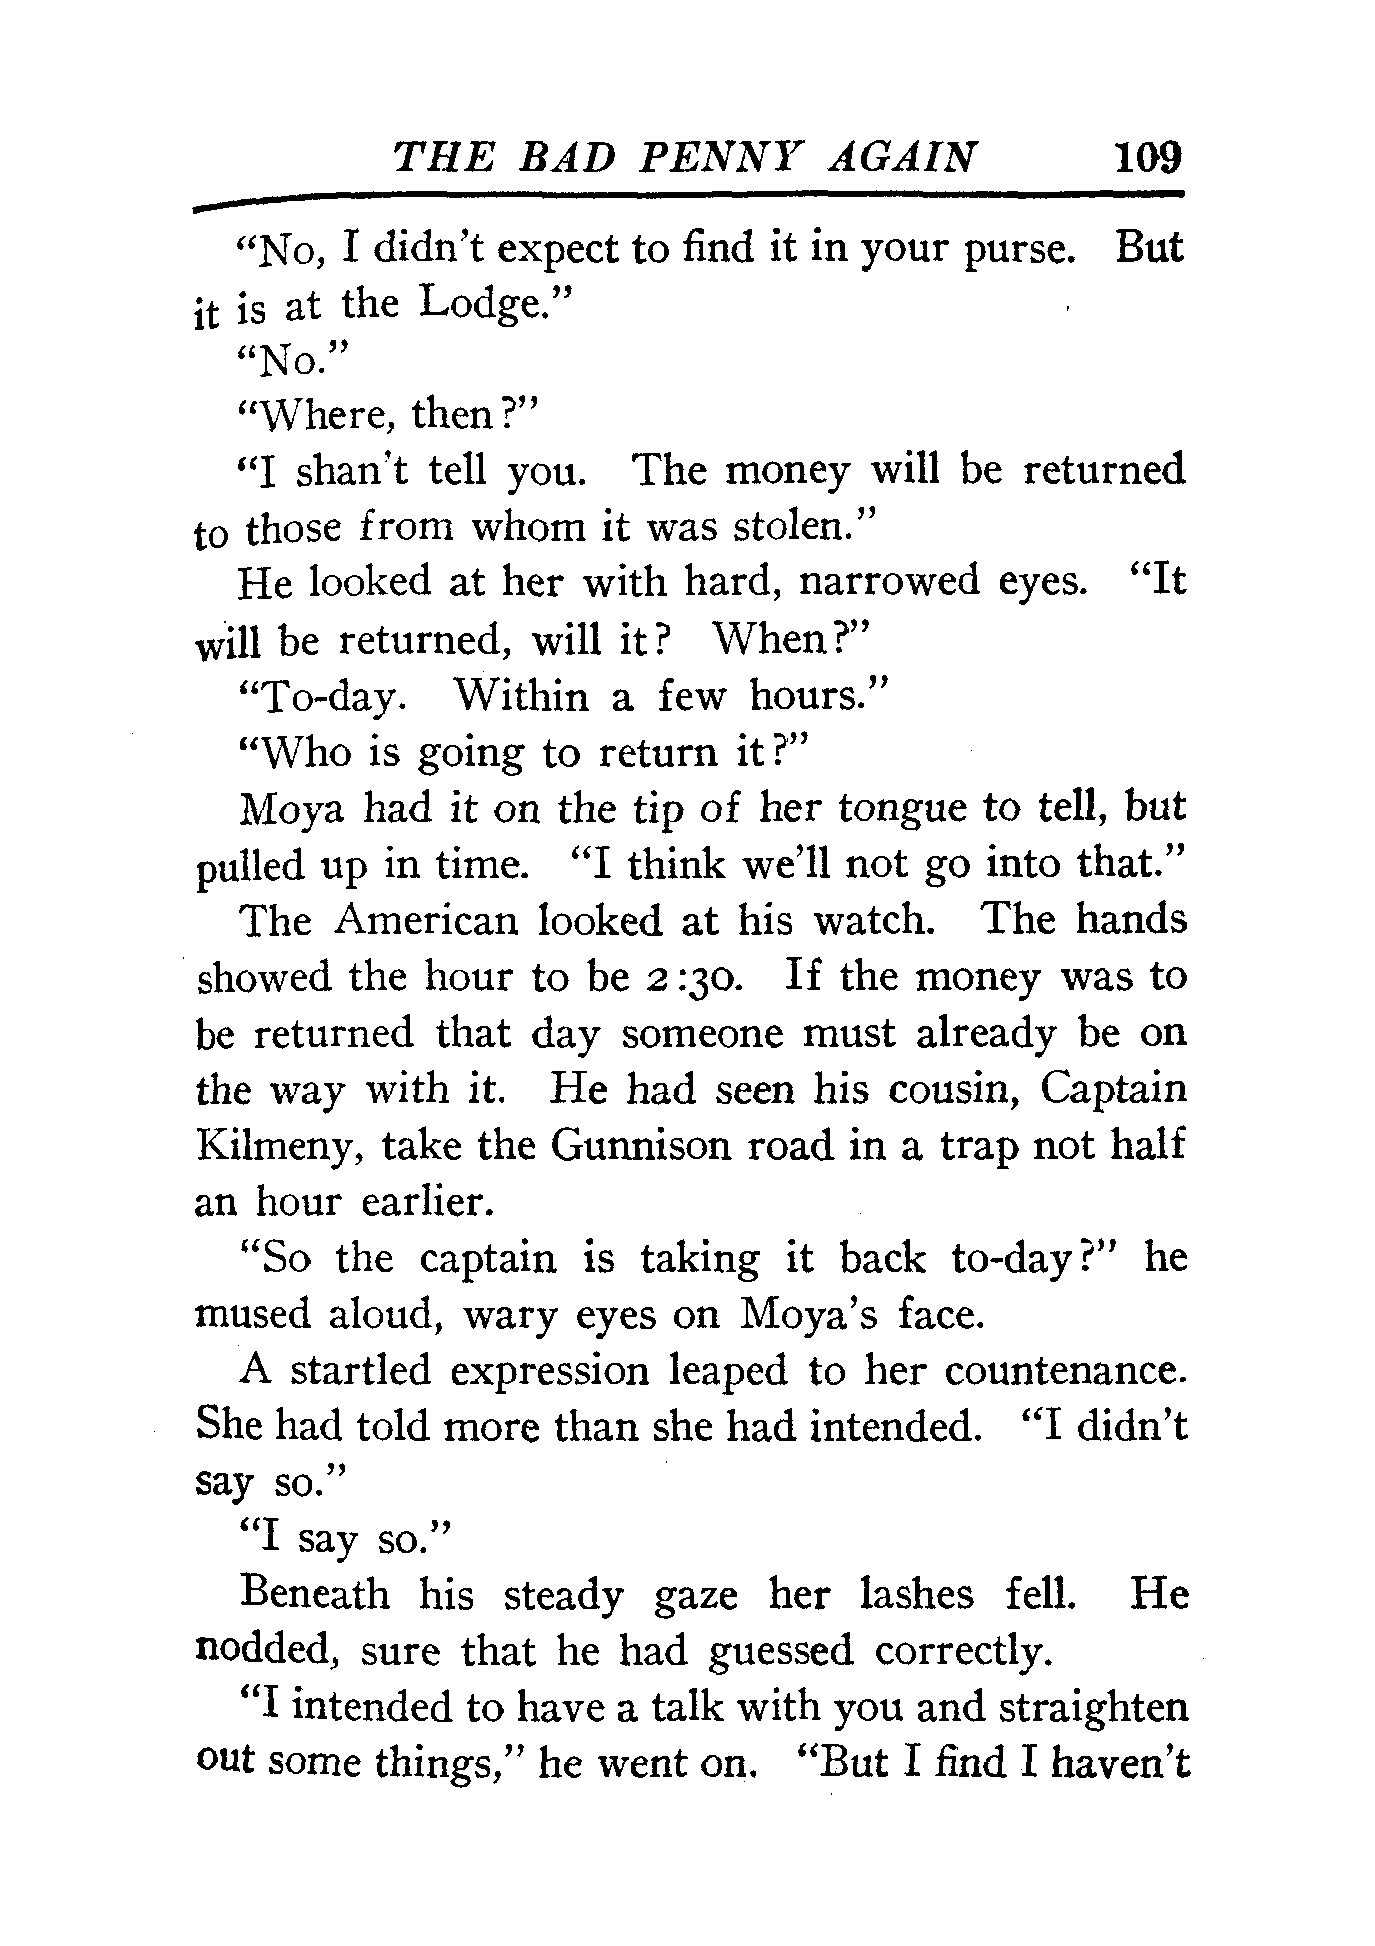 THE BAD PENNY AGAIN 109
“No, I didn’t expect to find it in your purse. But
it is at the Lodge.”
“No.”
“Where, then?”
“I shan’t tell you. The money will be returned
to those from whom it was stolen.”
He looked at her with hard, narrowed eyes. “It
will be returned, will it? When?”
“To-day. Within a few hours.”
“Who is going to return it?”
Moya had it on the tip of her tongue to tell, but
pulled up in time. “I think we’ll not go into that.”
The American looked at his watch. The hands
showed the hour to be 2:30. If the money was to
be returned that day someone must already be on
the way with it. He had seen his cousin, Captain
Kilmeny, take the Gunnison road in a trap not half
an hour earlier.
“So the captain is taking it back to-day?” he
mused aloud, wary eyes on Moya’s face.
A startled expression leaped to her countenance.
She had told more than she had intended. “I didn’t
say so.”
“I say so.”
Beneath his steady gaze her lashes fell. He
nodded, sure that he had guessed correctly.
“I intended to have a talk with you and straighten
out some things,” he went on. “But I find I haven’t